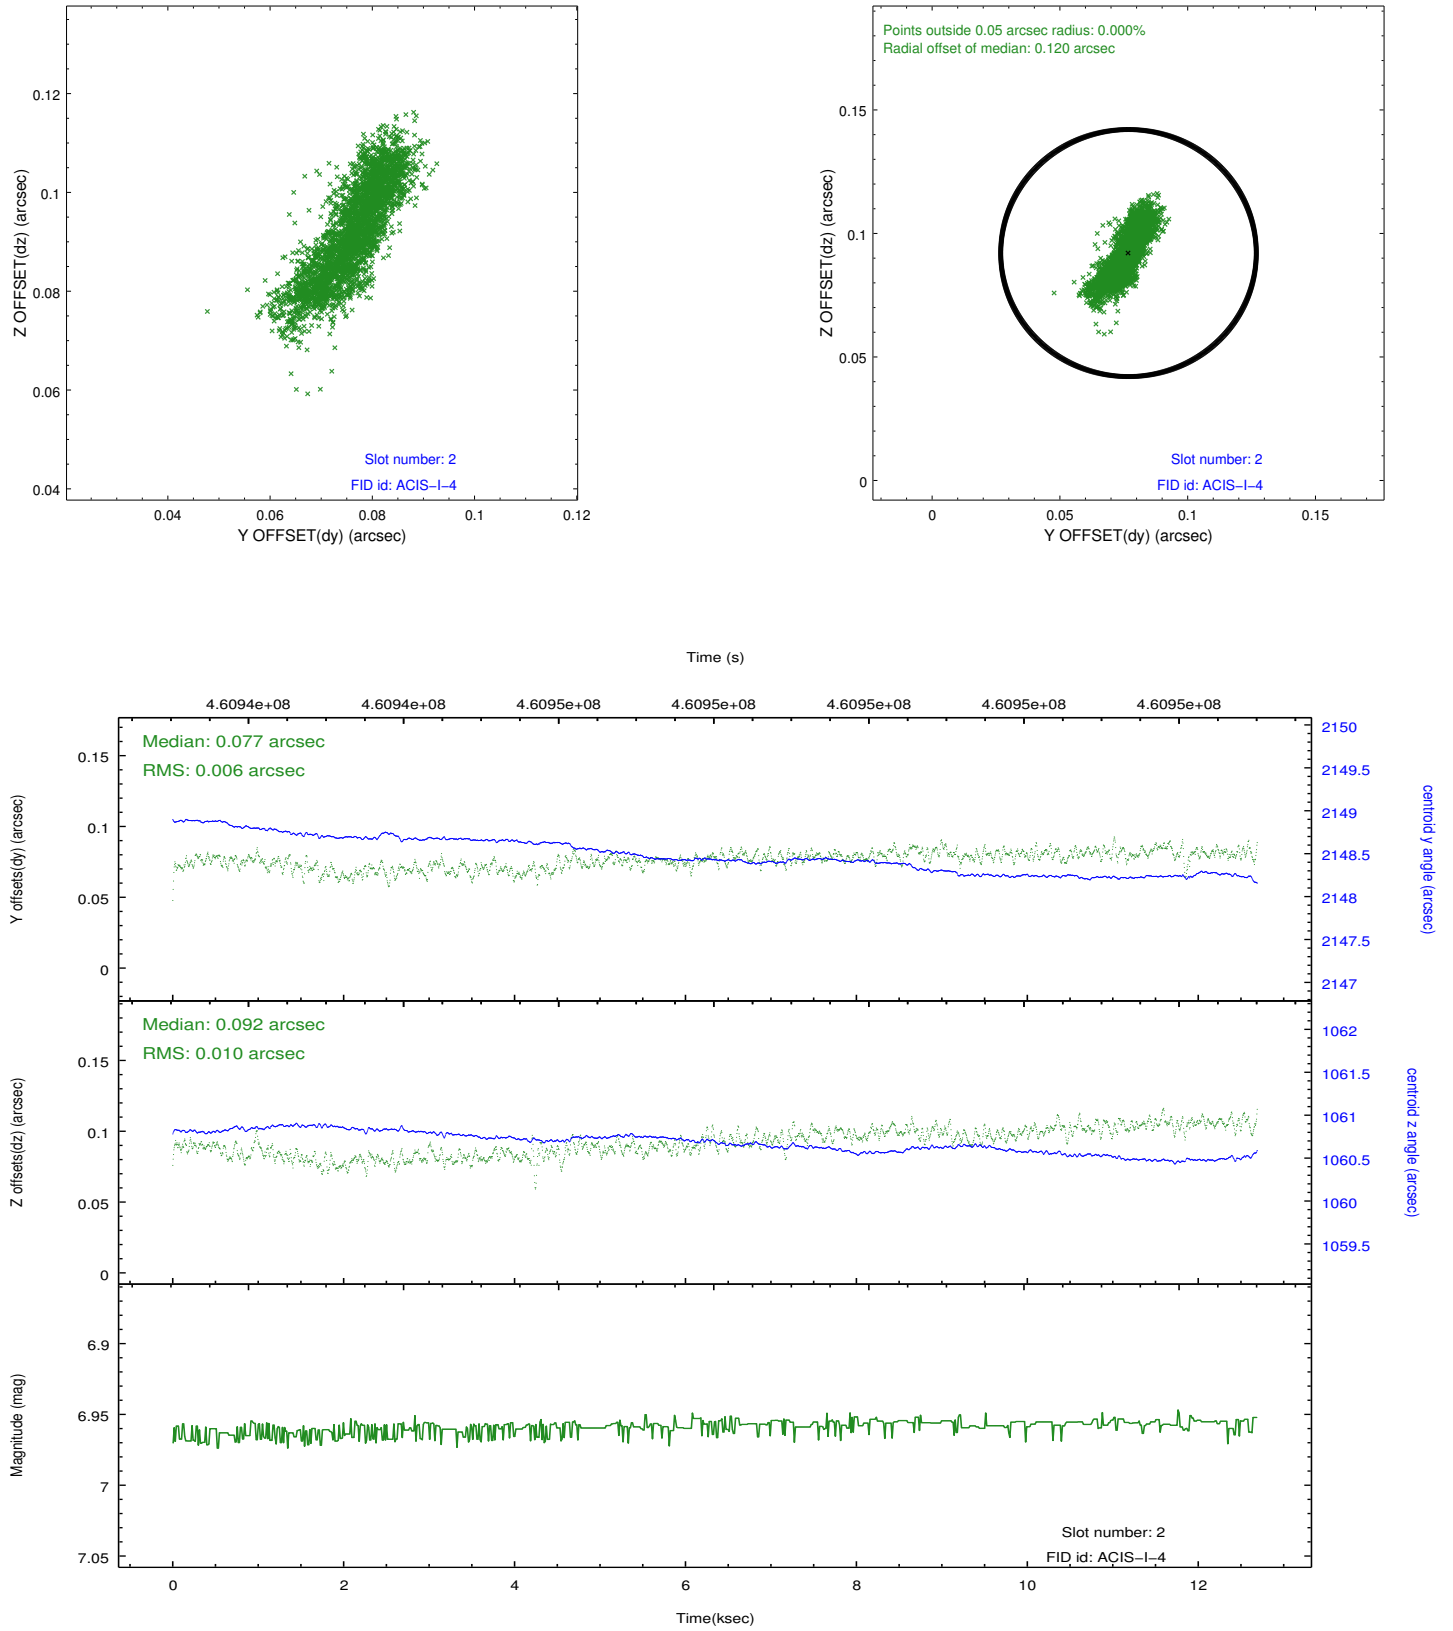 0.12
0.1
0.08
0.06
0.04
Z OFFSET(dz) (arcsec)
Slot number: 2
FID id: ACIS−I−4
0.04 0.06 0.08 0.1 0.12
Y OFFSET(dy) (arcsec)
Points outside 0.05 arcsec radius: 0.000%
Radial offset of median: 0.120 arcsec
0.15
0.1
0.05
0
Z OFFSET(dz) (arcsec)
Slot number: 2
FID id: ACIS−I−4
0 0.05 0.1 0.15
Y OFFSET(dy) (arcsec)
Time (s)
4.6094e+08 4.6094e+08 4.6095e+08 4.6095e+08 4.6095e+08 4.6095e+08 4.6095e+08
Median: 0.077 arcsec
RMS: 0.006 arcsec
0.15
0.1
0.05
0
Y offsets(dy) (arcsec)
2150
2149.5
2149
2148.5
2148
2147.5
2147
centroid y angle (arcsec)
Median: 0.092 arcsec
RMS: 0.010 arcsec
0.15
0.1
0.05
0
Z offsets(dz) (arcsec)
1062
1061.5
1061
1060.5
1060
1059.5
centroid z angle (arcsec)
6.9
6.95
7
7.05
Magnitude (mag)
Slot number: 2
FID id: ACIS−I−4
0 2 4 6 8 10 12
Time(ksec)